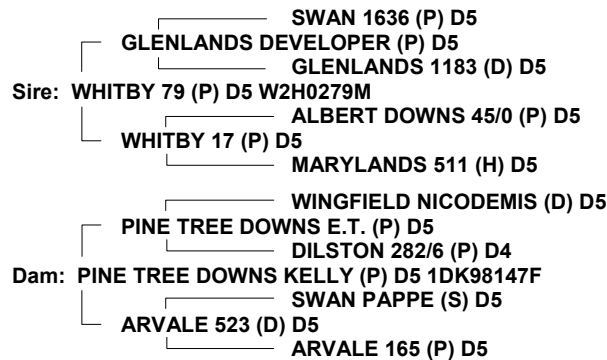 SWAN 1636 (P) D5
GLENLANDS DEVELOPER (P) D5
GLENLANDS 1183 (D) D5
Sire: WHITBY 79 (P) D5 W2H0279M
ALBERT DOWNS 45/0 (P) D5
WHITBY 17 (P) D5
MARYLANDS 511 (H) D5
WINGFIELD NICODEMIS (D) D5
PINE TREE DOWNS E.T. (P) D5
DILSTON 282/6 (P) D4
Dam: PINE TREE DOWNS KELLY (P) D5 1DK98147F
SWAN PAPPE (S) D5
ARVALE 523 (D) D5
ARVALE 165 (P) D5